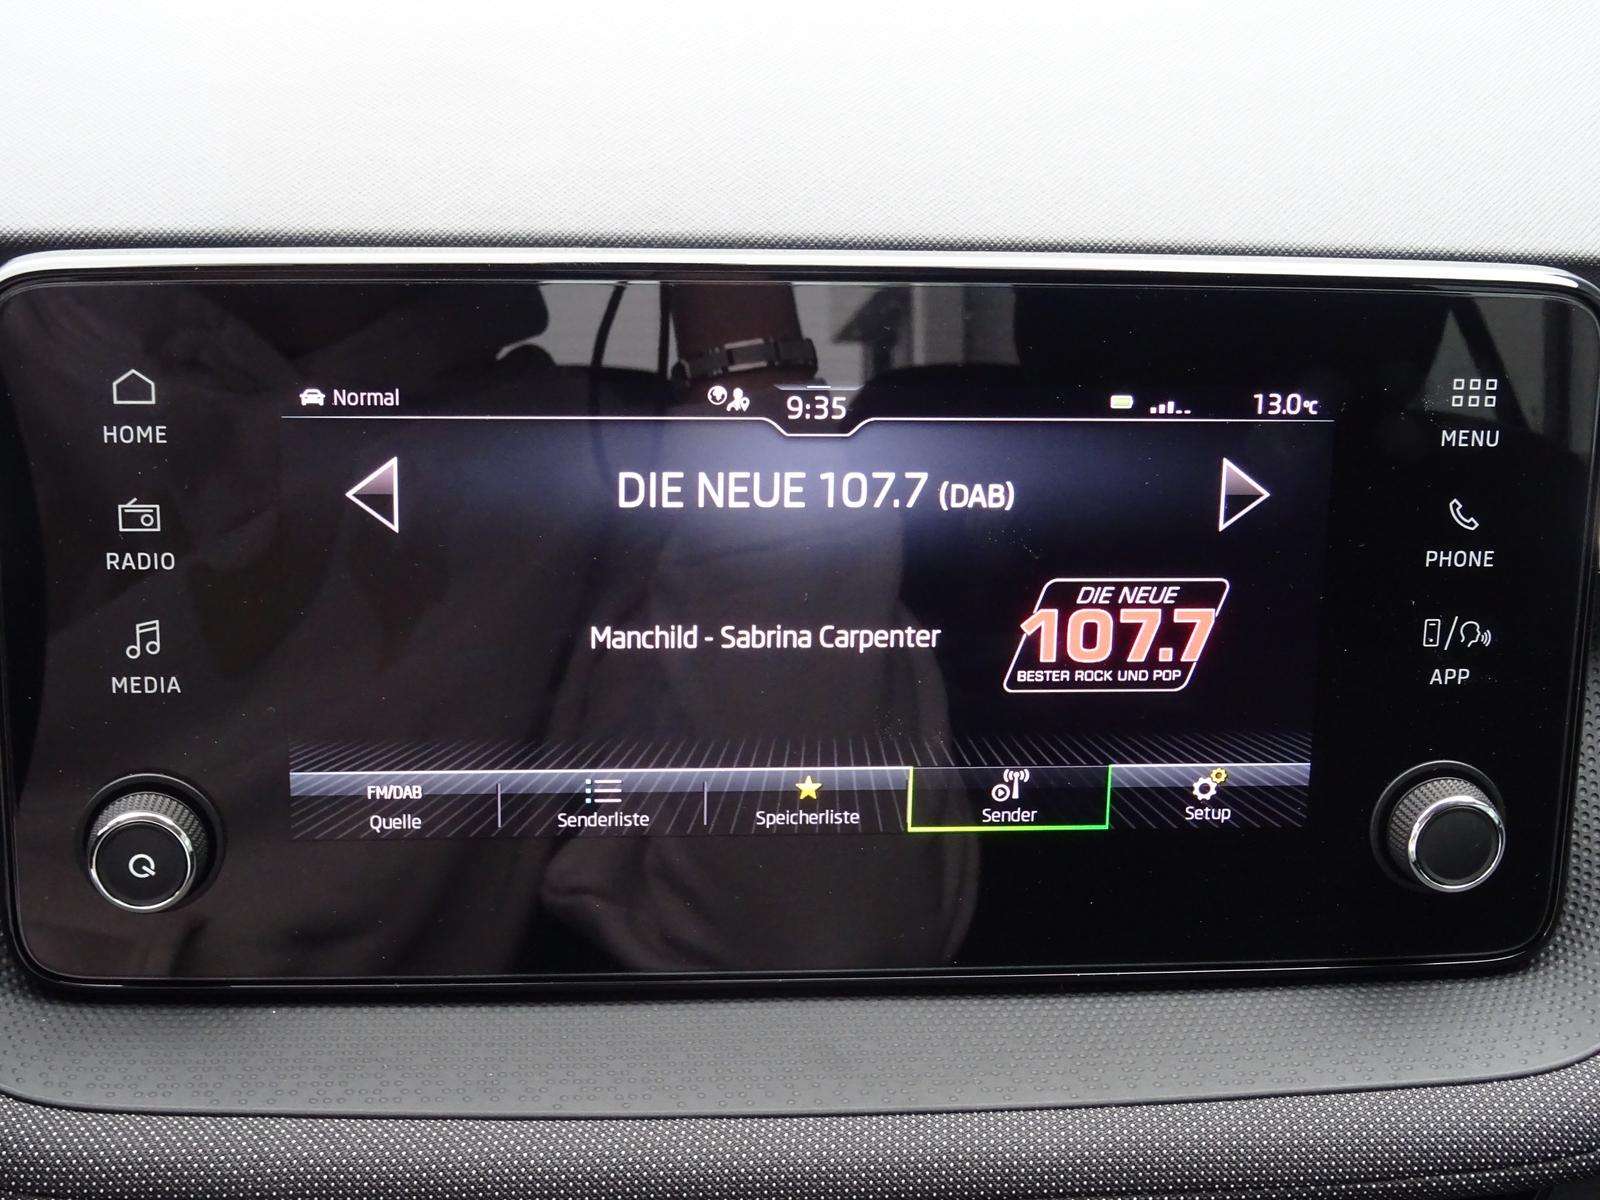 Normal
9:35
13.0°C
HOME
MENU
DIE NEUE 107.7 (DAB)
RADIO
PHONE
DIE NEUE
107.7
BESTER ROCK UND POP
Manchild - Sabrina Carpenter
MEDIA
APP
FM/DAB
Quelle
Senderliste
Speicherliste
Sender
Setup